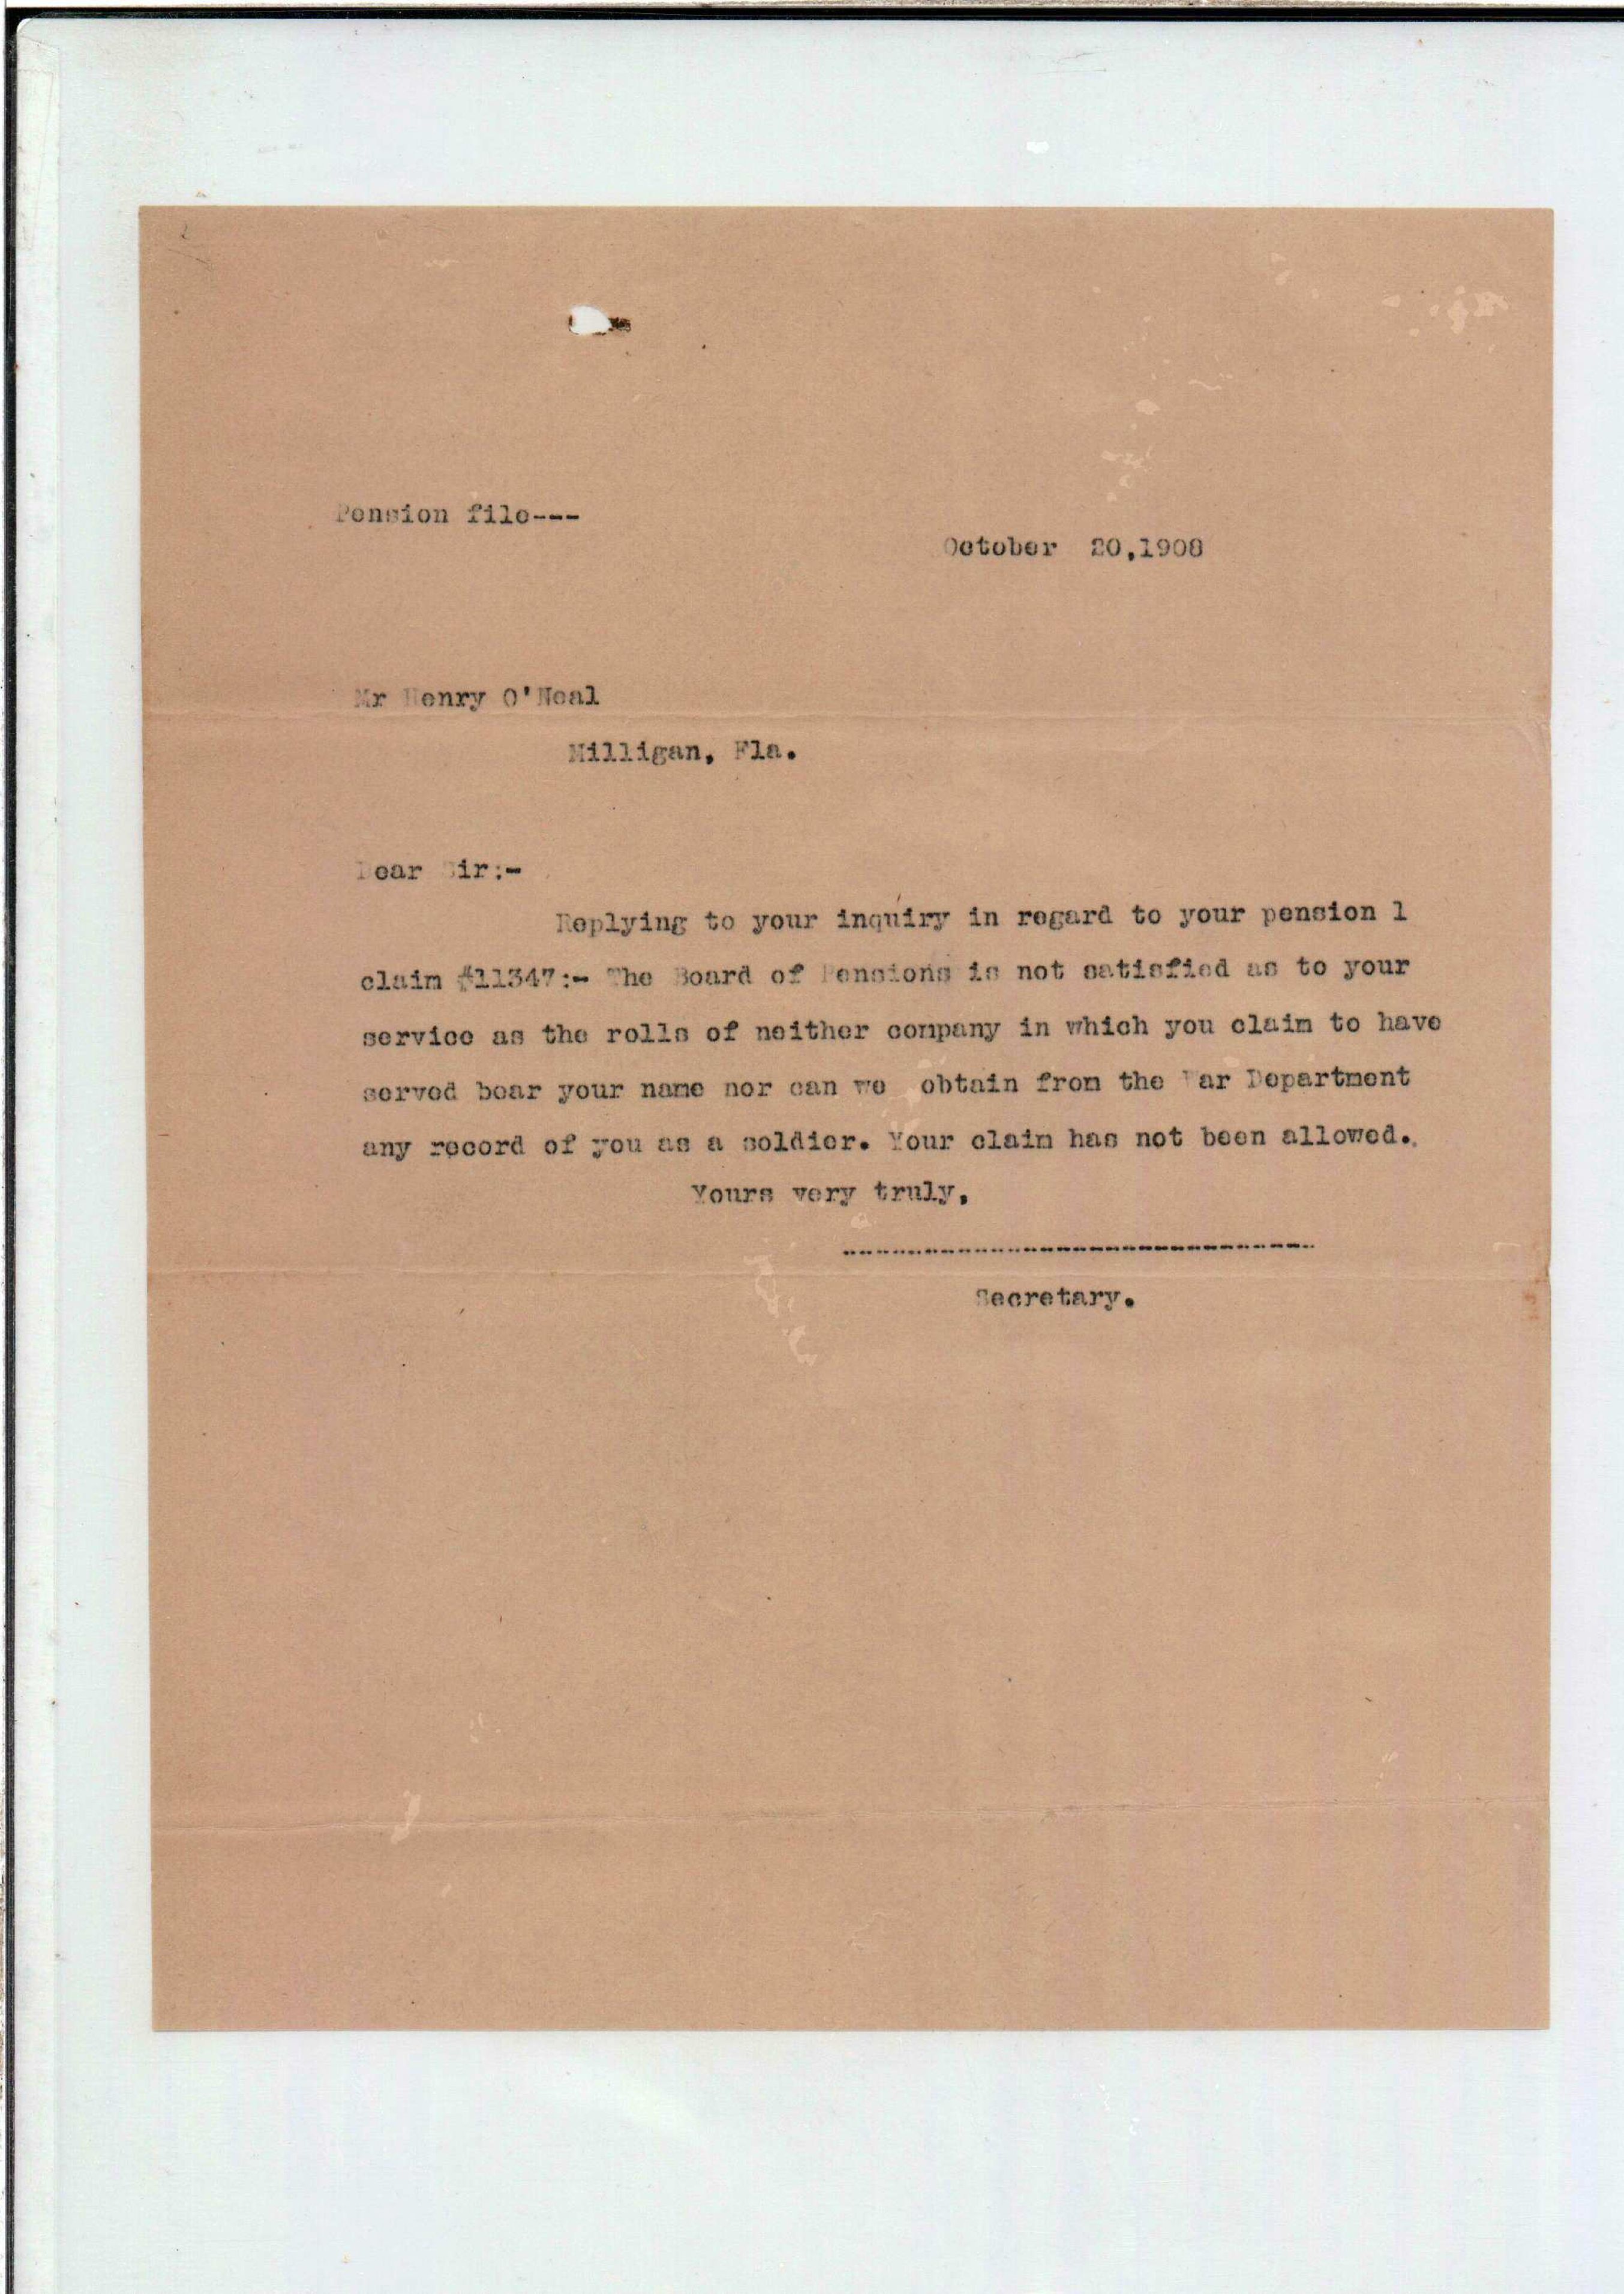 Pension file---
October 20,1908
Mr Henry O'Neal
Milligan, Fla.
Dear Sir:-
Replying to your inquiry in regard to your pension l
claim #11347:- The Board of Pensions is not satisfied as to your
service as the rolls of neither company in which you claim to have
served bear your name nor can we obtain from the War Department
any record of you as a soldier. Your claim has not been allowed.
Yours very truly,
-----------------------------------------
Secretary.